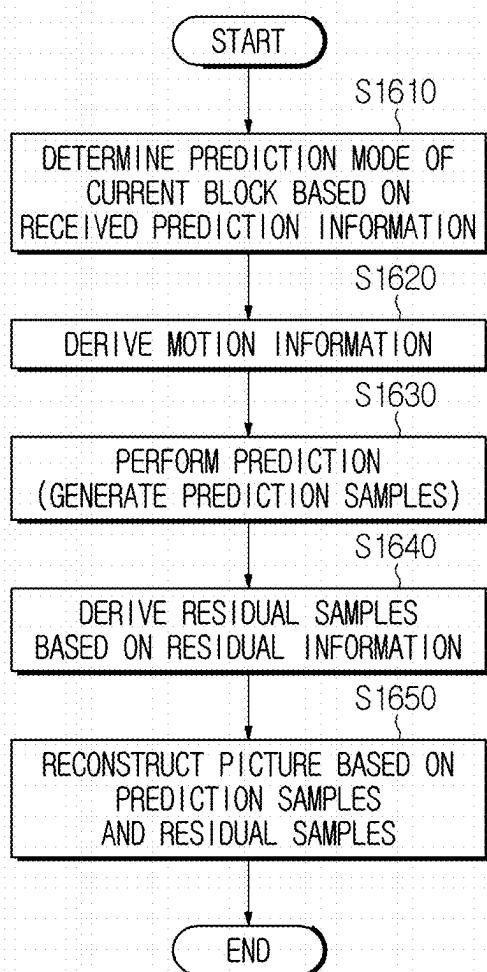 START
S1610
DETERMINE PREDICTION MODE OF
CURRENT BLOCK BASED ON
RECEIVED PREDICTION INFORMATION
S1620
DERIVE MOTION INFORMATION
S1630
PERFORM PREDICTION
(GENERATE PREDICTION SAMPLES)
S1640
DERIVE RESIDUAL SAMPLES
BASED ON RESIDUAL INFORMATION
S1650
RECONSTRUCT PICTURE BASED ON
PREDICTION SAMPLES
AND RESIDUAL SAMPLES
END